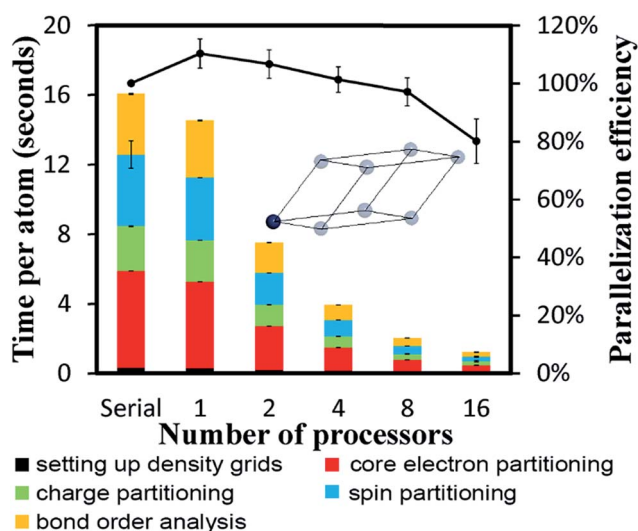 20
16
12
8
4
0
Time per atom (seconds)
120%
100%
80%
60%
40%
20%
0%
Parallelization efficiency
Serial 1 2 4 8 16
Number of processors
setting up density grids
core electron partitioning
charge partitioning
spin partitioning
bond order analysis